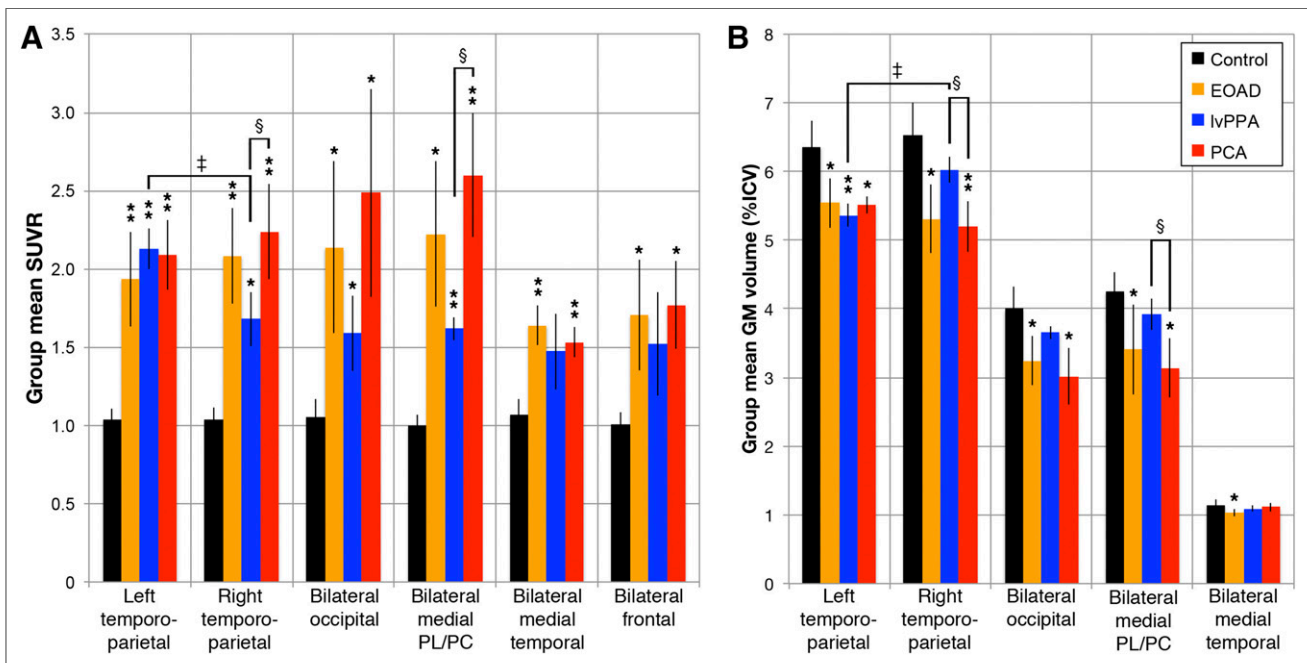 A
Group mean SUVR
3.5
3.0
2.5
2.0
1.5
1.0
0.5
0
** ** **
‡
** * **
§
* * *
* ** **
§
** **
* *
Left temporo-parietal
Right temporo-parietal
Bilateral occipital
Bilateral medial PL/PC
Bilateral medial temporal
Bilateral frontal
B
Group mean GM volume (%ICV)
8
7
6
5
4
3
2
1
0
Control
EOAD
lvPPA
PCA
* ** *
‡
* **
§
* *
* *
§
*
Left temporo-parietal
Right temporo-parietal
Bilateral occipital
Bilateral medial PL/PC
Bilateral medial temporal